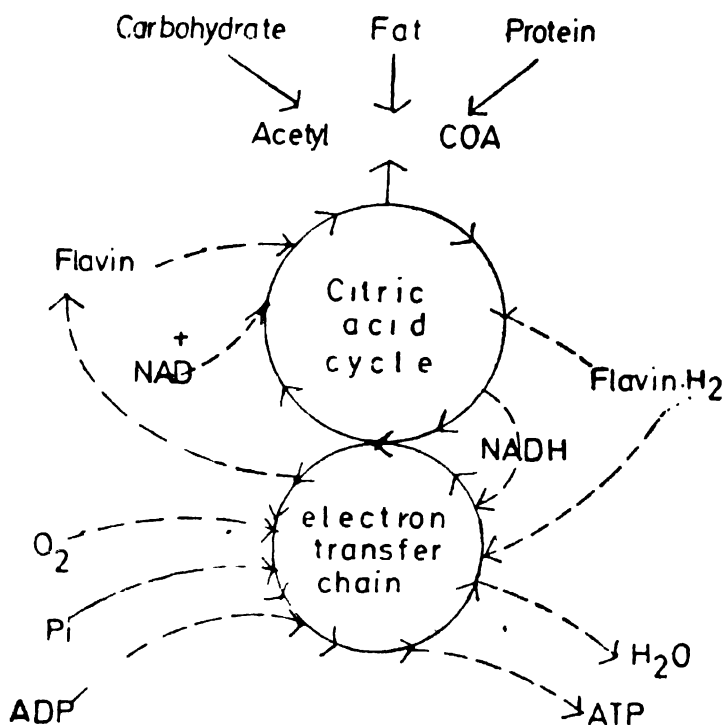 Carbohydrate Fat Protein
Acetyl COA
Flavin
Citric
acid
cycle
NAD+
Flavin.H2
NADH
electron
transfer
chain
O2
Pi
H2O
ADP
ATP